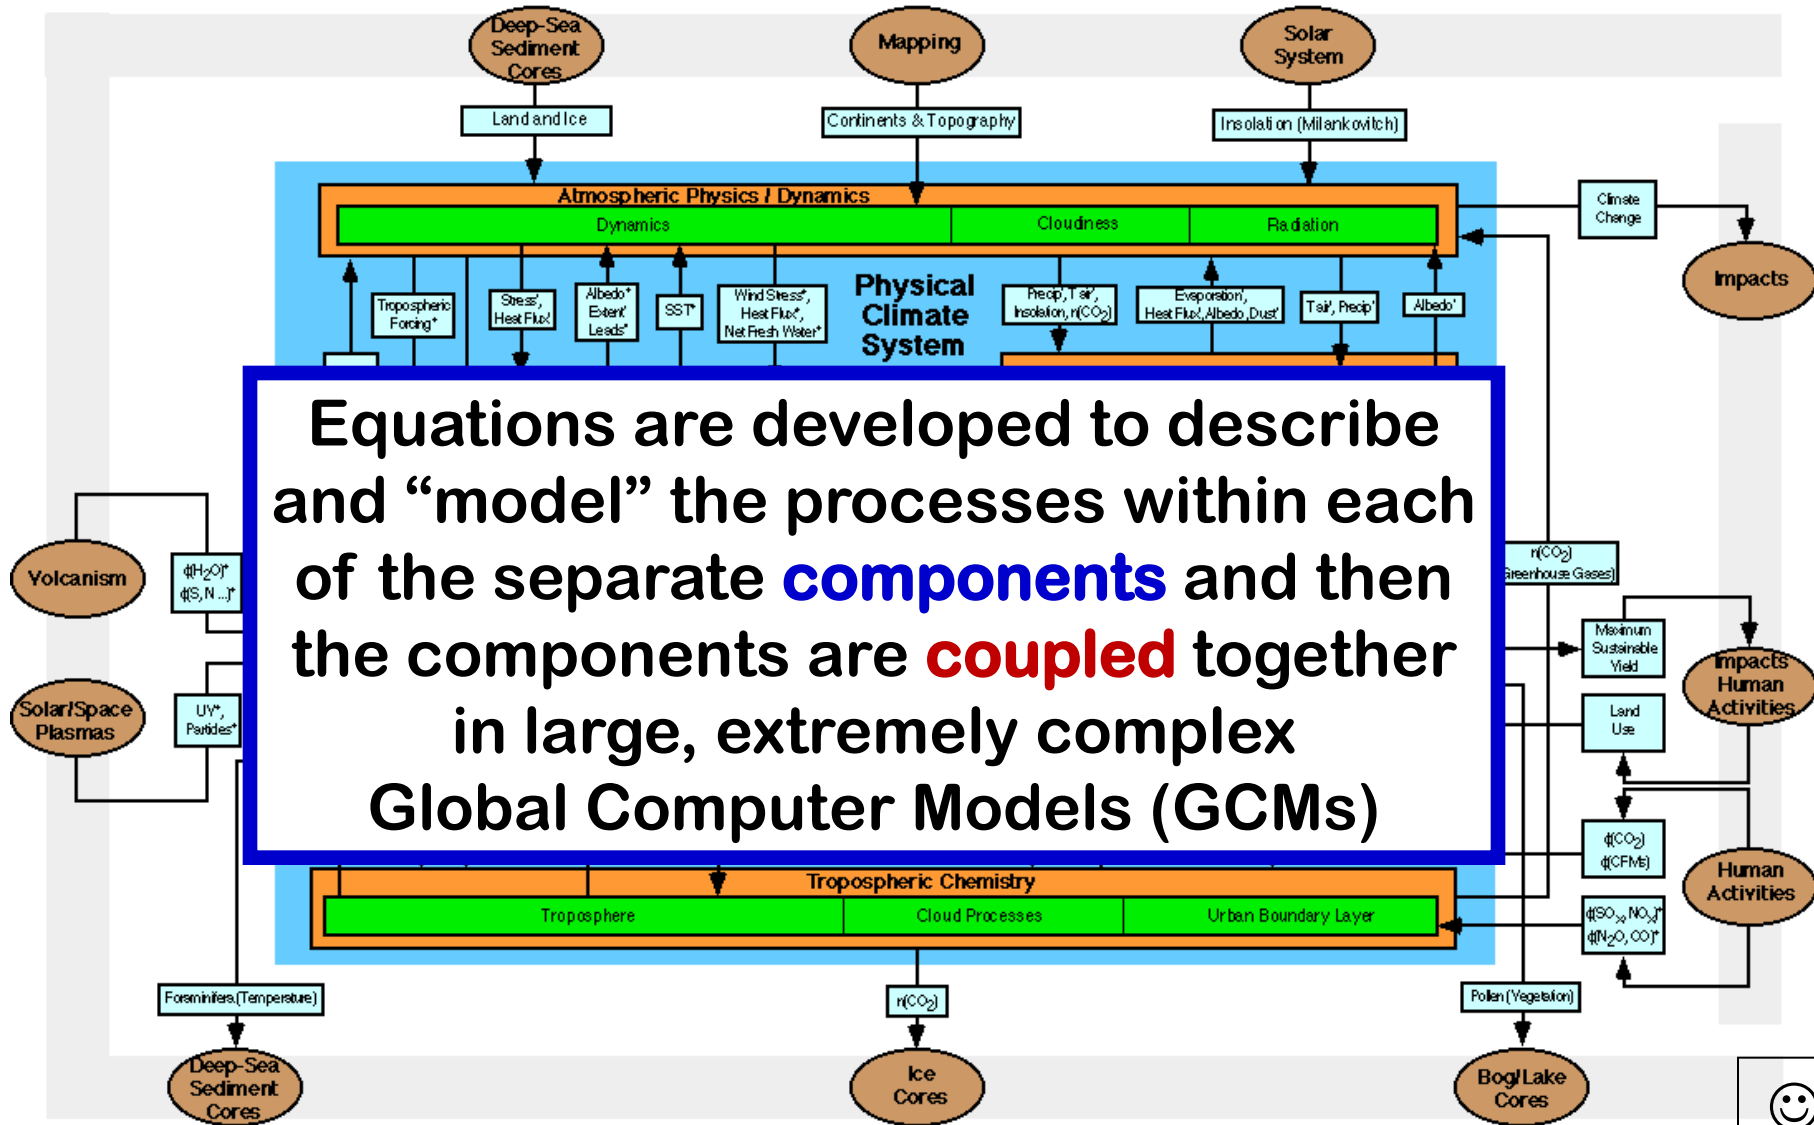 Deep-Sea
Sediment
Cores
Mapping
Solar
System
Land and Ice
Continents & Topography
Insolation (Milankovitch)
Atmospheric Physics / Dynamics
Dynamics
Cloudiness
Radiation
Climate
Change
Impacts
Physical
Climate
System
Tropospheric
Forcing+
Stress',
Heat Flux'
Albedo+
Extent'
Leads+
SST+
Wind Stress+,
Heat Flux+,
Net Fresh Water+
Precip', Tair',
Insolation, n(CO2)
Evaporation',
Heat Flux', Albedo, Dust'
Tair', Precip'
Albedo'
Equations are developed to describe
and “model” the processes within each
of the separate components and then
the components are coupled together
in large, extremely complex
Global Computer Models (GCMs)
Volcanism
ϕ(H2O)+
ϕ(S, N ...)+
Solar/Space
Plasmas
UV+,
Particles+
n(CO2)
Greenhouse Gases)
Maximum
Sustainable
Yield
Impacts
Human
Activities
Land
Use
ϕ(CO2)
ϕ(CFMs)
Human
Activities
ϕ(SOx, NOx)+
ϕ(N2O, CO)+
Tropospheric Chemistry
Troposphere
Cloud Processes
Urban Boundary Layer
Foraminifera (Temperature)
n(CO2)
Pollen (Vegetation)
Deep-Sea
Sediment
Cores
Ice
Cores
Bog/Lake
Cores